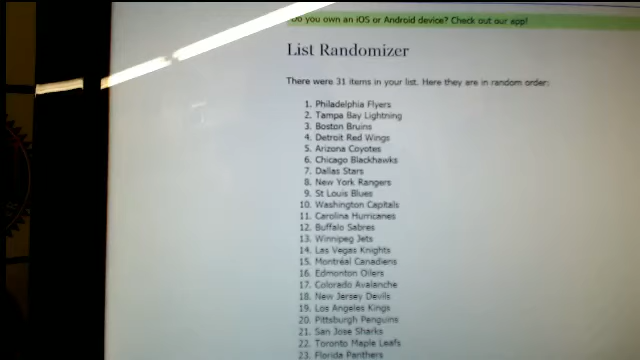 Do you own an iOS or Android device? Check out our app!
List Randomizer
There were 31 items in your list. Here they are in random order:
1. Philadelphia Flyers
2. Tampa Bay Lightning
3. Boston Bruins
4. Detroit Red Wings
5. Arizona Coyotes
6. Chicago Blackhawks
7. Dallas Stars
8. New York Rangers
9. St Louis Blues
10. Washington Capitals
11. Carolina Hurricanes
12. Buffalo Sabres
13. Winnipeg Jets
14. Las Vegas Knights
15. Montréal Canadiens
16. Edmonton Oilers
17. Colorado Avalanche
18. New Jersey Devils
19. Los Angeles Kings
20. Pittsburgh Penguins
21. San Jose Sharks
22. Toronto Maple Leafs
23. Florida Panthers